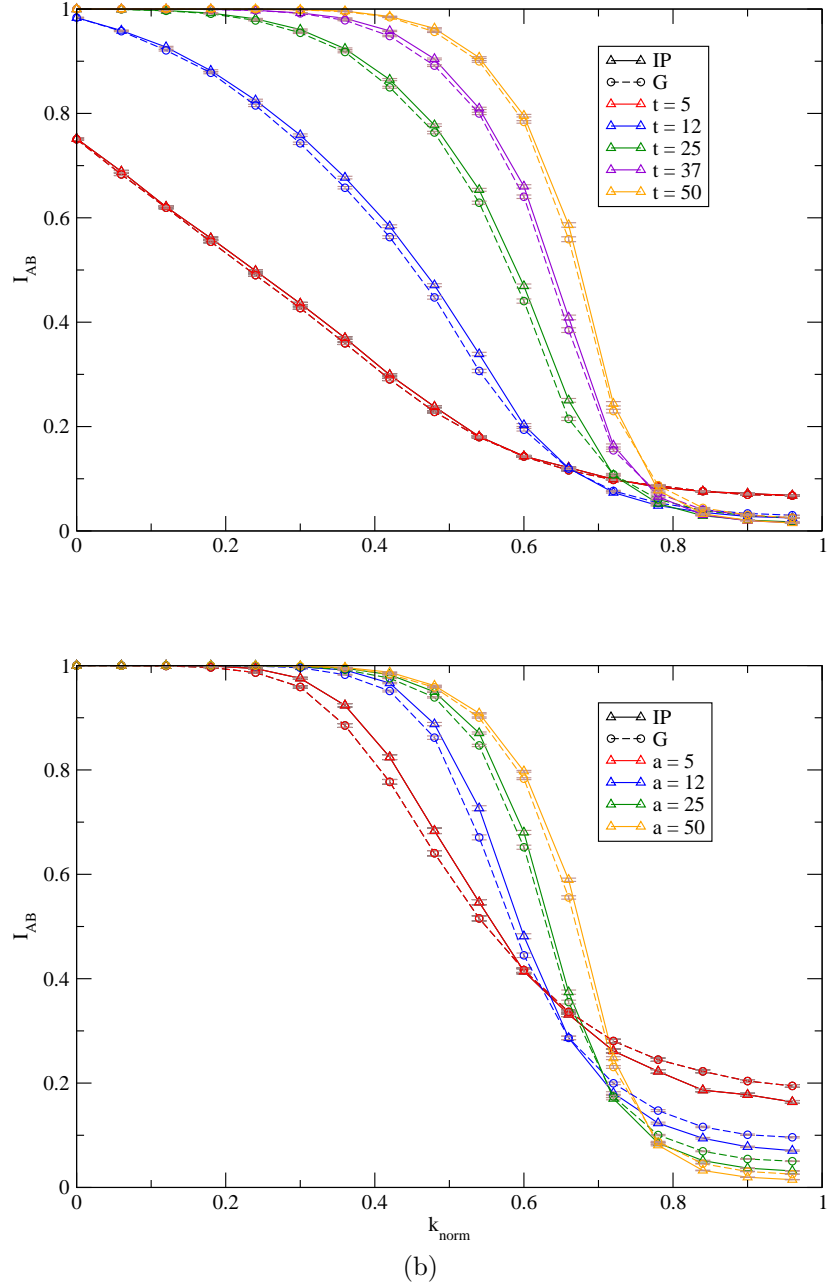 1
0.8
0.6
0.4
0.2
0
I_AB
IP
G
t = 5
t = 12
t = 25
t = 37
t = 50
0 0.2 0.4 0.6 0.8 1
1
0.8
0.6
0.4
0.2
0
I_AB
IP
G
a = 5
a = 12
a = 25
a = 50
0 0.2 0.4 0.6 0.8 1
k_norm
(b)